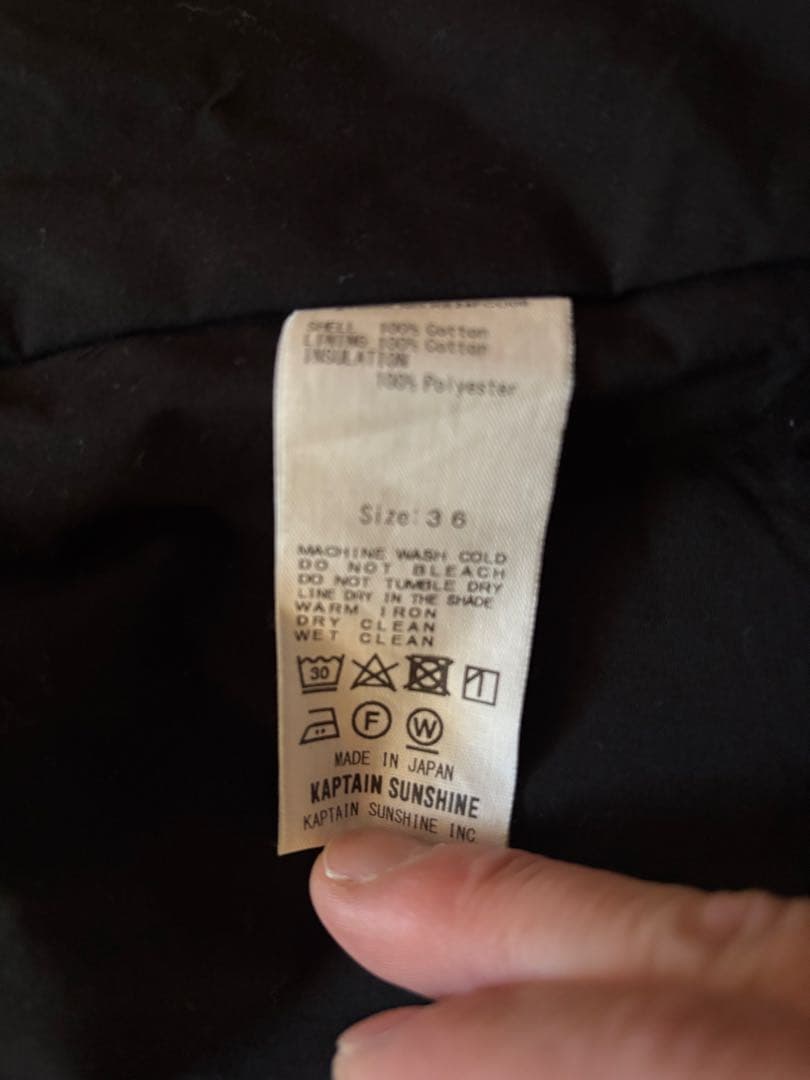 SHELL 100% Cotton
LINING 100% Cotton
INSULATION
100% Polyester
Size: 36
MACHINE WASH COLD
DO NOT BLEACH
DO NOT TUMBLE DRY
LINE DRY IN THE SHADE
WARM IRON
DRY CLEAN
WET CLEAN
30
F W
MADE IN JAPAN
KAPTAIN SUNSHINE
KAPTAIN SUNSHINE INC